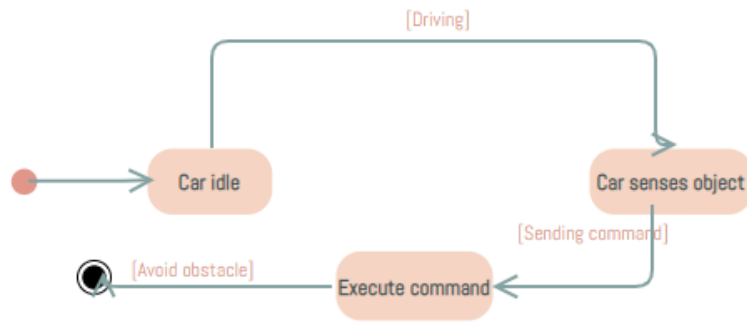 [Driving]
Car idle
Car senses object
[Sending command]
[Avoid obstacle]
Execute command